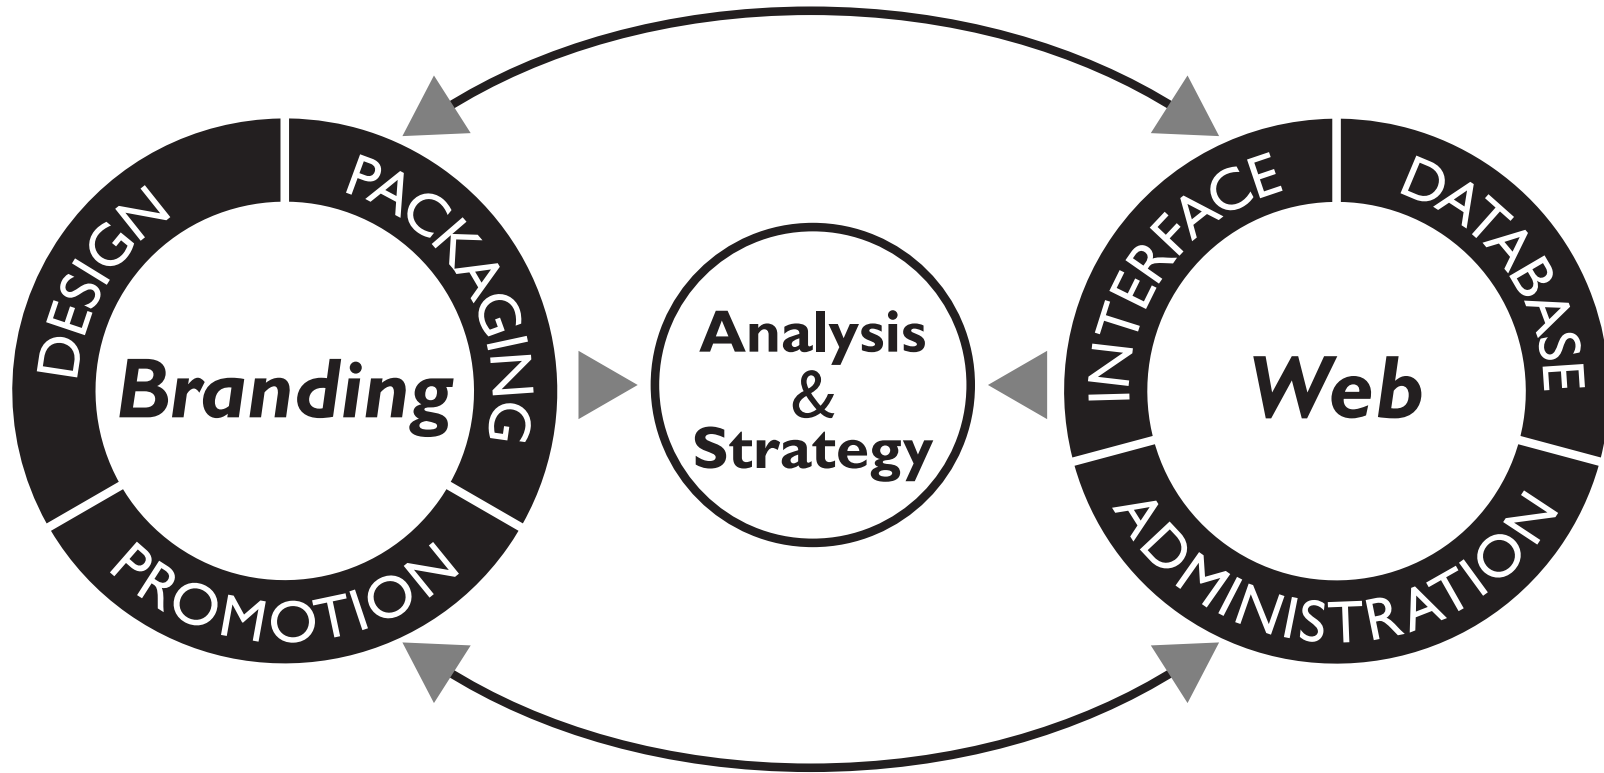 DESIGN
PACKAGING
PROMOTION
Branding
Analysis
&
Strategy
INTERFACE
DATABASE
ADMINISTRATION
Web